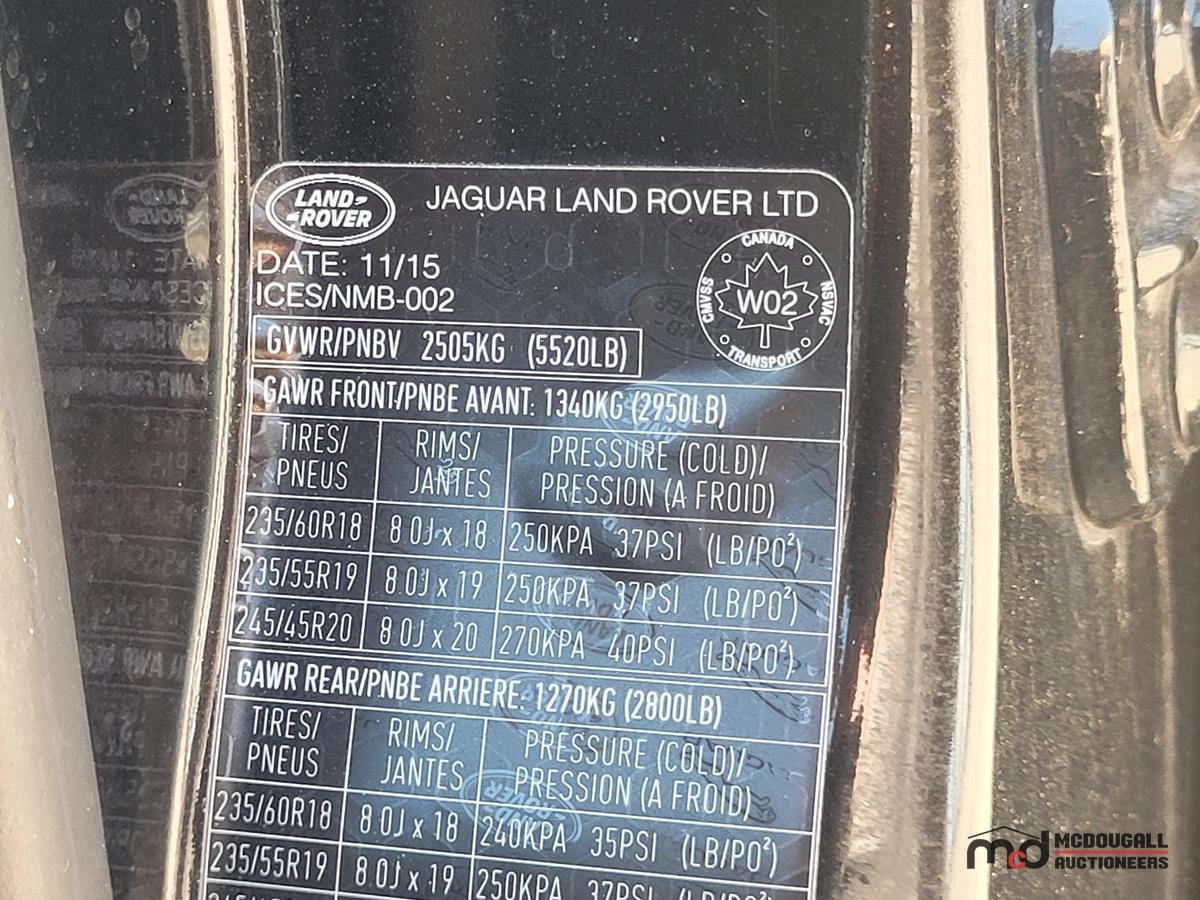 LAND ROVER
JAGUAR LAND ROVER LTD
DATE: 11/15
ICES/NMB-002
CANADA
CMVSS
W02
NSVAC
TRANSPORT
GVWR/PNBV 2505KG (5520LB)
GAWR FRONT/PNBE AVANT: 1340KG (2950LB)
TIRES/ RIMS/ PRESSURE (COLD)/
PNEUS JANTES PRESSION (A FROID)
235/60R18 8.0J x 18 250KPA 37PSI (LB/PO²)
235/55R19 8.0J x 19 250KPA 37PSI (LB/PO²)
245/45R20 8.0J x 20 270KPA 40PSI (LB/PO²)
GAWR REAR/PNBE ARRIERE: 1270KG (2800LB)
TIRES/ RIMS/ PRESSURE (COLD)/
PNEUS JANTES PRESSION (A FROID)
235/60R18 8.0J x 18 240KPA 35PSI (LB/PO²)
235/55R19 8.0J x 19 250KPA 37PSI (LB/PO²)
mcd MCDOUGALL
AUCTIONEERS